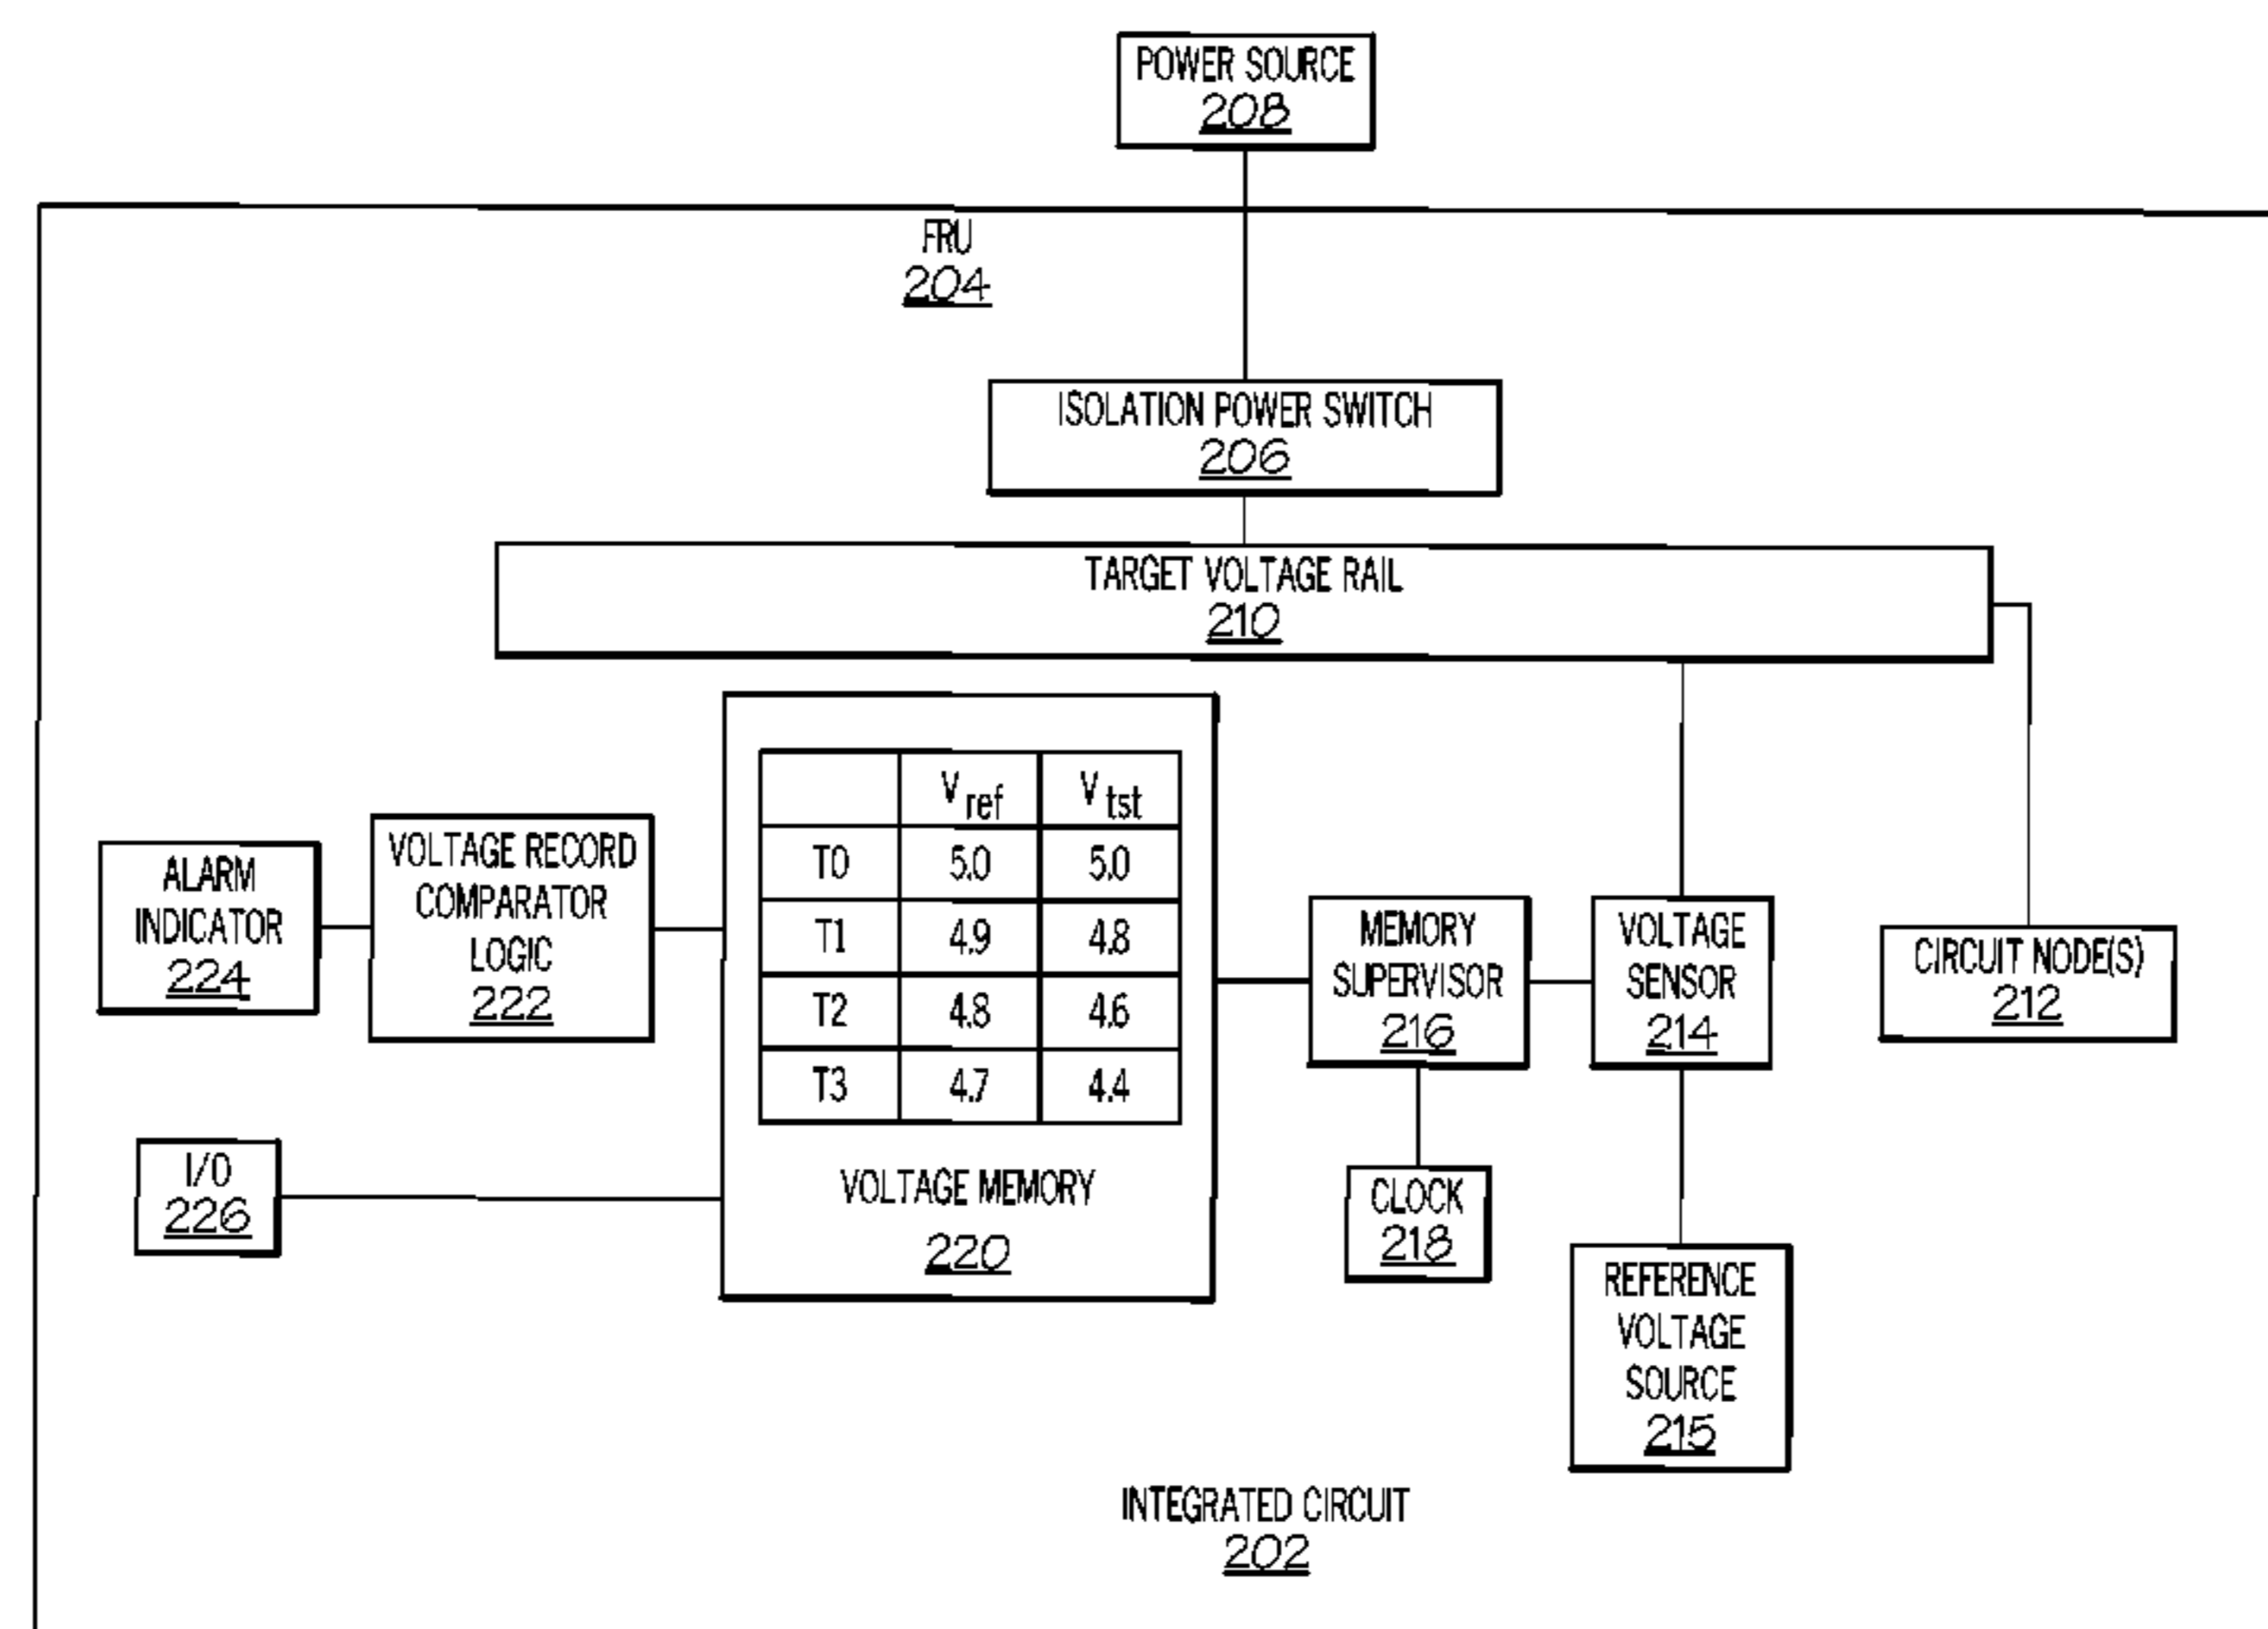 POWER SOURCE
208
FRU
204
ISOLATION POWER SWITCH
206
TARGET VOLTAGE RAIL
210
ALARM
INDICATOR
224
VOLTAGE RECORD
COMPARATOR
LOGIC
222
V ref V tst
T0 5.0 5.0
T1 4.9 4.8
T2 4.8 4.6
T3 4.7 4.4
VOLTAGE MEMORY
220
I/O
226
MEMORY
SUPERVISOR
216
CLOCK
218
VOLTAGE
SENSOR
214
REFERENCE
VOLTAGE
SOURCE
215
CIRCUIT NODE(S)
212
INTEGRATED CIRCUIT
202